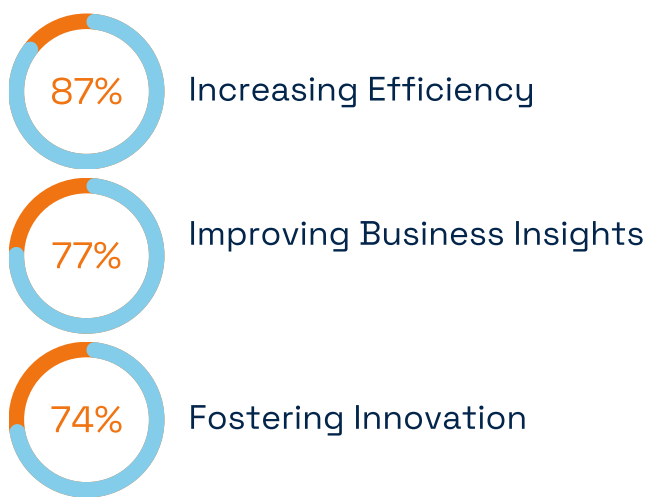 87%
Increasing Efficiency
77%
Improving Business Insights
74%
Fostering Innovation